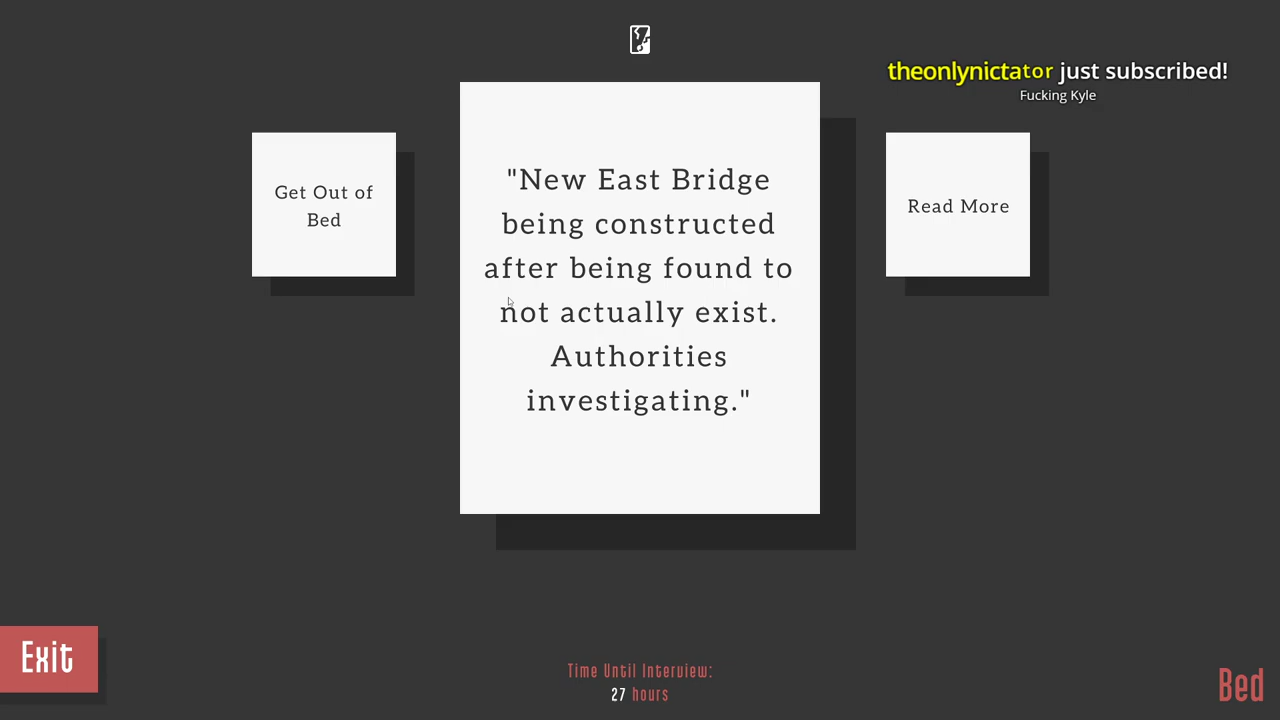 theonlynictator just subscribed!
Fucking Kyle
Get Out of
Bed
"New East Bridge
being constructed
after being found to
not actually exist.
Authorities
investigating."
Read More
Exit
Time Until Interview:
27 hours
Bed